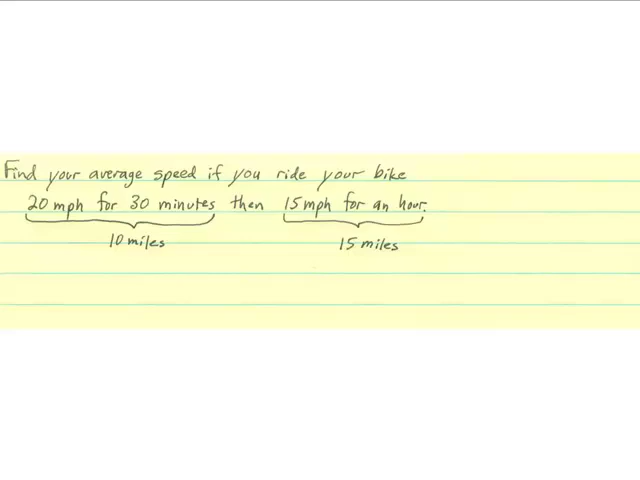 Find your average speed if you ride your bike
20 mph for 30 minutes then 15 mph for an hour.
10 miles 15 miles